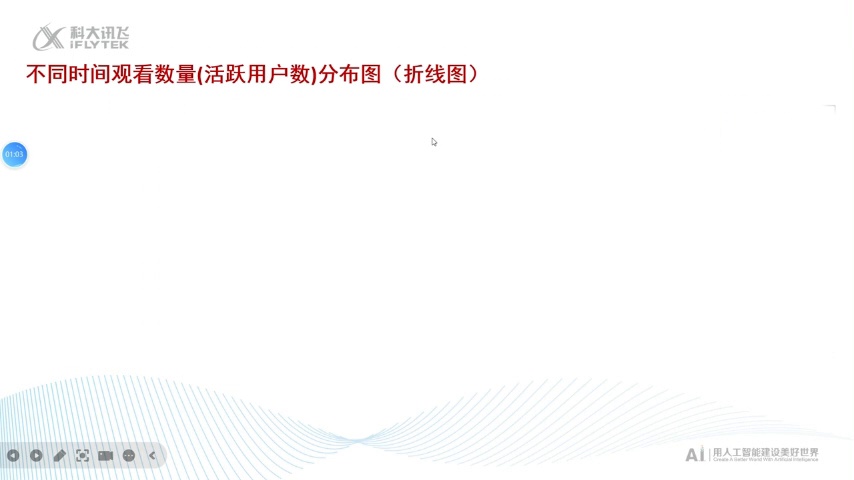 科大讯飞
iFLYTEK
不同时间观看数量(活跃用户数)分布图（折线图）
01:03
AI 用人工智能建设美好世界
Create A Better World With Artificial Intelligence